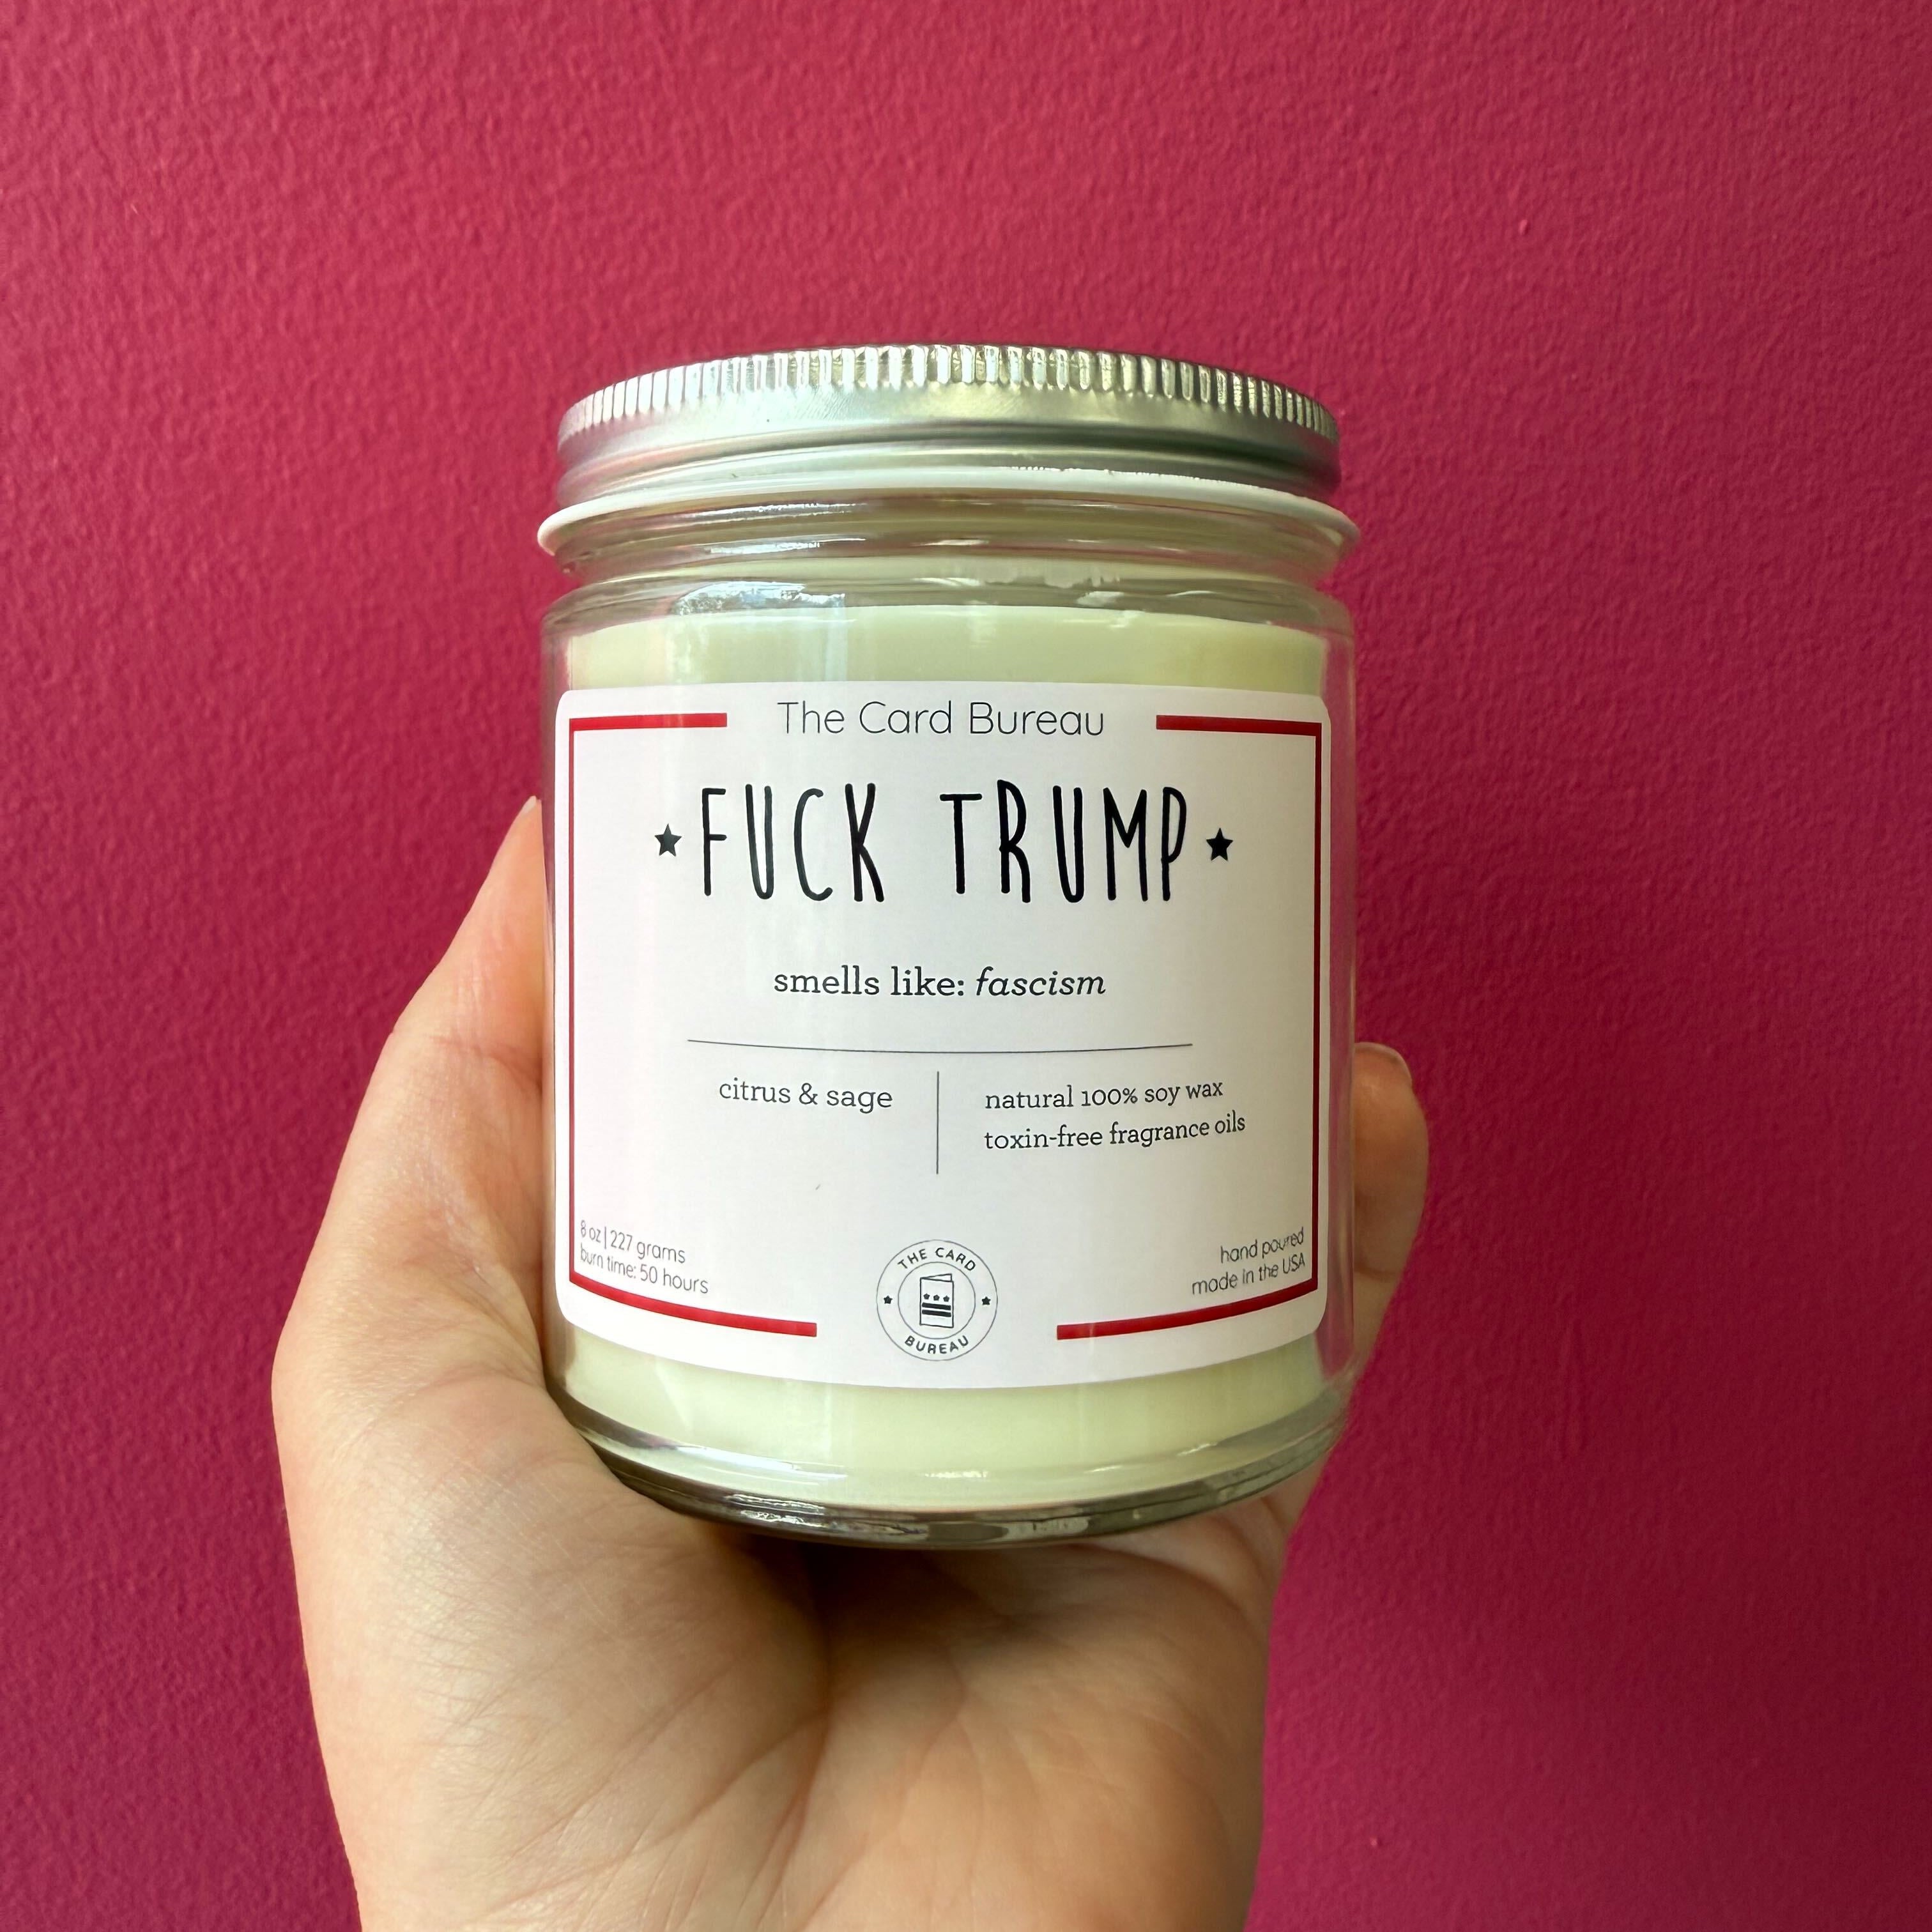 The Card Bureau
★ FUCK TRUMP ★
smells like: fascism
citrus & sage
natural 100% soy wax
toxin-free fragrance oils
8 oz | 227 grams
burn time: 50 hours
THE CARD
BUREAU
hand poured
made in the USA